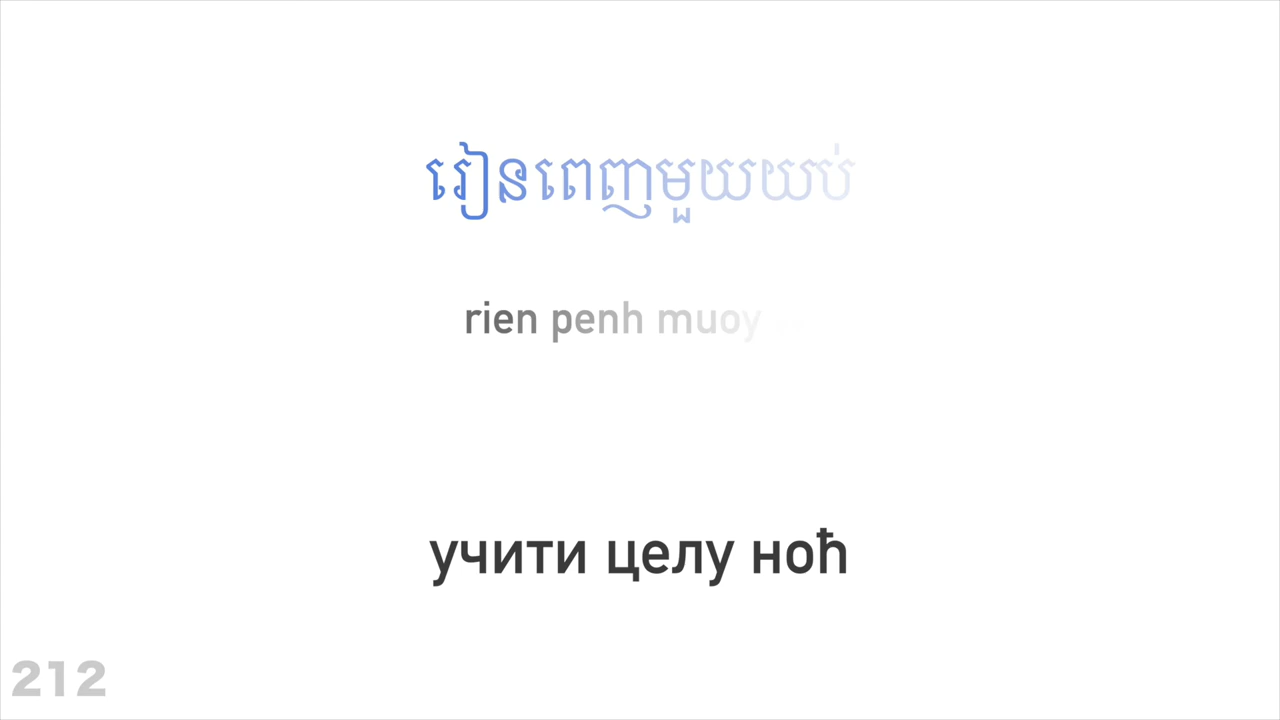 រៀនពេញមួយយប់
rien penh muoy
учити целу ноћ
212